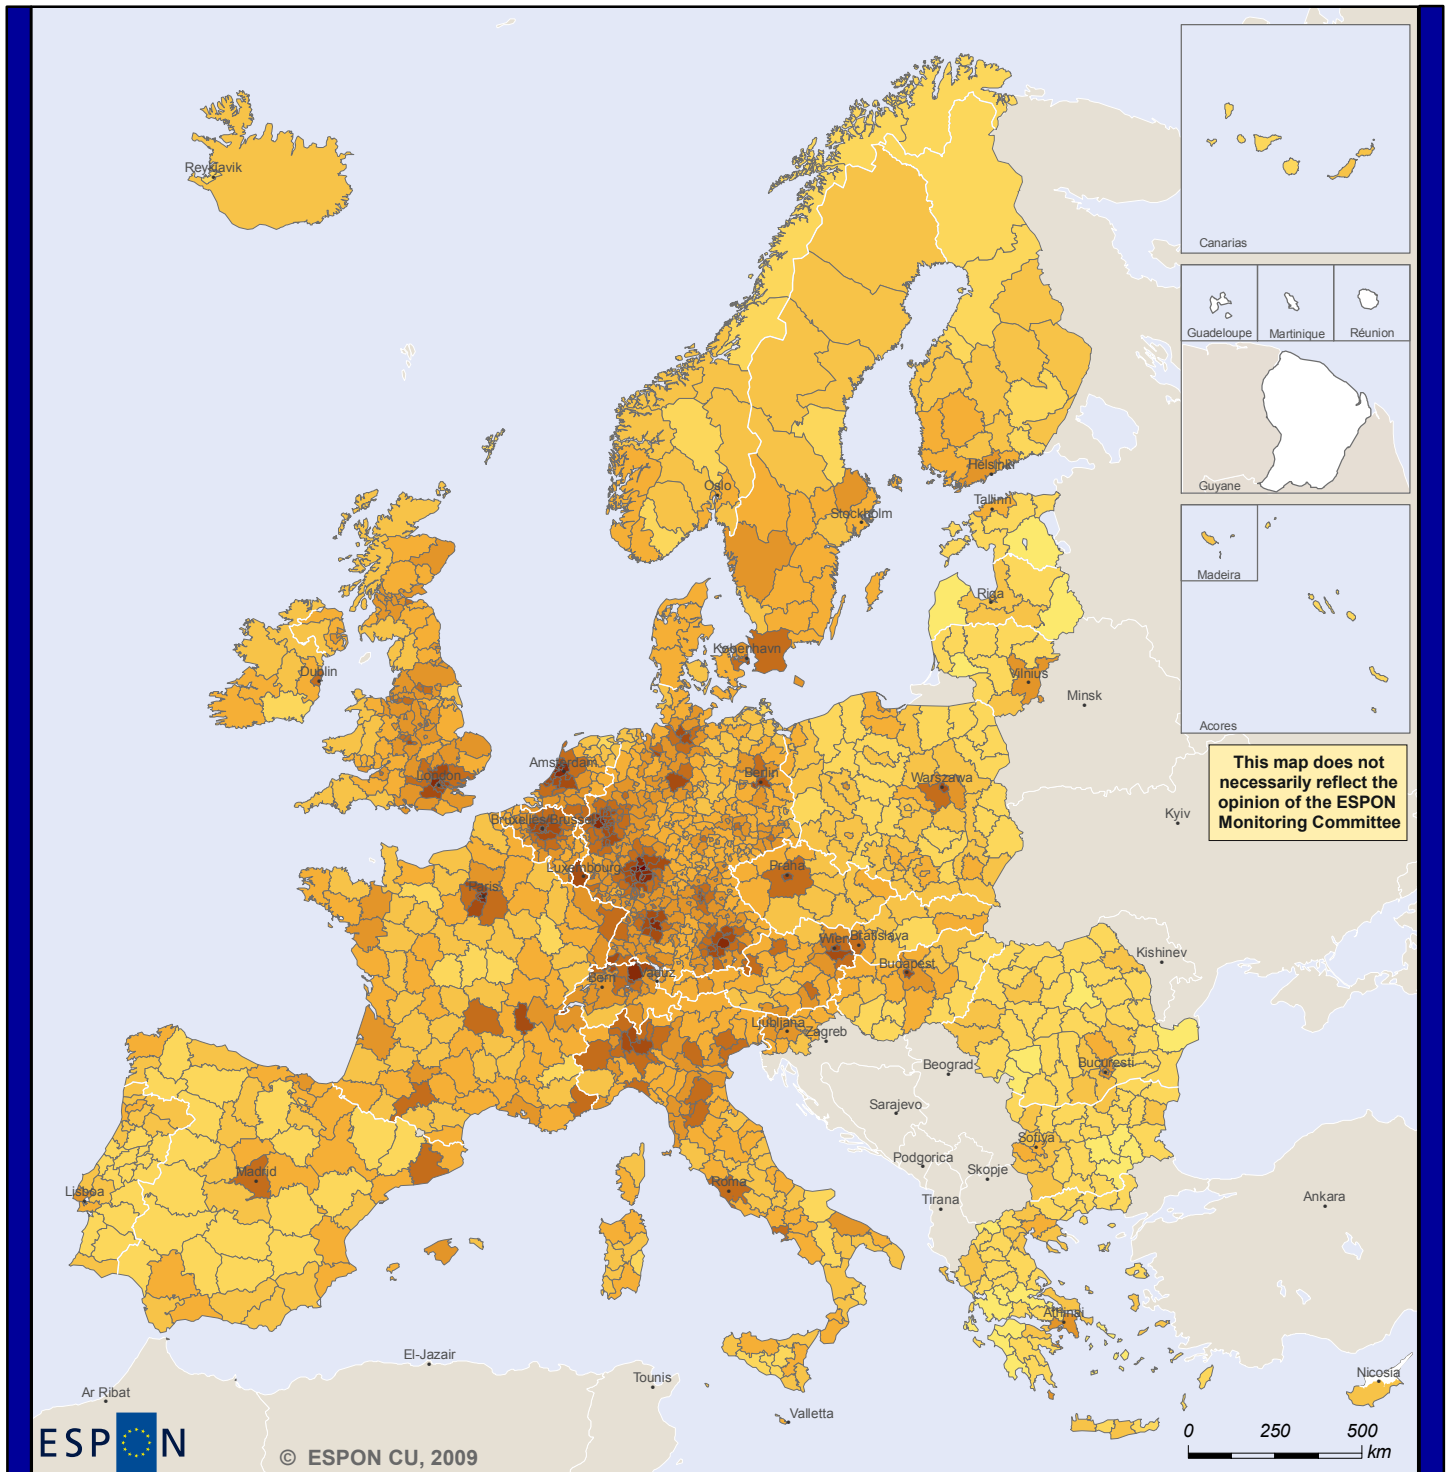 Canarias
Guadeloupe
Martinique
Réunion
Guyane
Madeira
Acores
This map does not
necessarily reflect the
opinion of the ESPON
Monitoring Committee
Reykjavik
Oslo
Helsinki
Stockholm
Tallinn
Riga
København
Vilnius
Minsk
Dublin
London
Amsterdam
Berlin
Warszawa
Kyiv
Bruxelles/Brussel
Luxembourg
Praha
Paris
Wien
Bratislava
Budapest
Kishinev
Bern
Vaduz
Ljubljana
Zagreb
Beograd
Bucuresti
Sarajevo
Sofiya
Podgorica
Skopje
Madrid
Lisboa
Roma
Tirana
Ankara
Athinai
El-Jazair
Tounis
Nicosia
Ar Ribat
Valletta
ESPON
© ESPON CU, 2009
0 250 500
km